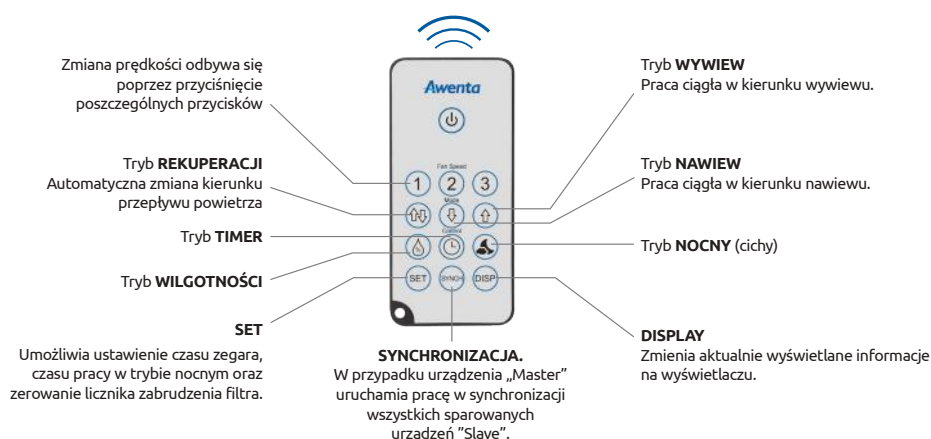 Zmiana prędkości odbywa się
poprzez przyciśnięcie
poszczególnych przycisków
Tryb REKUPERACJI
Automatyczna zmiana kierunku
przepływu powietrza
Tryb TIMER
Tryb WILGOTNOŚCI
SET
Umożliwia ustawienie czasu zegara,
czasu pracy w trybie nocnym oraz
zerowanie licznika zabrudzenia filtra.
Awenta
Fan Speed
1 2 3
Mode
Control
SET SYNCH DISP
SYNCHRONIZACJA.
W przypadku urządzenia „Master”
uruchamia pracę w synchronizacji
wszystkich sparowanych
urządzeń ”Slave”.
Tryb WYWIEW
Praca ciągła w kierunku wywiewu.
Tryb NAWIEW
Praca ciągła w kierunku nawiewu.
Tryb NOCNY (cichy)
DISPLAY
Zmienia aktualnie wyświetlane informacje
na wyświetlaczu.